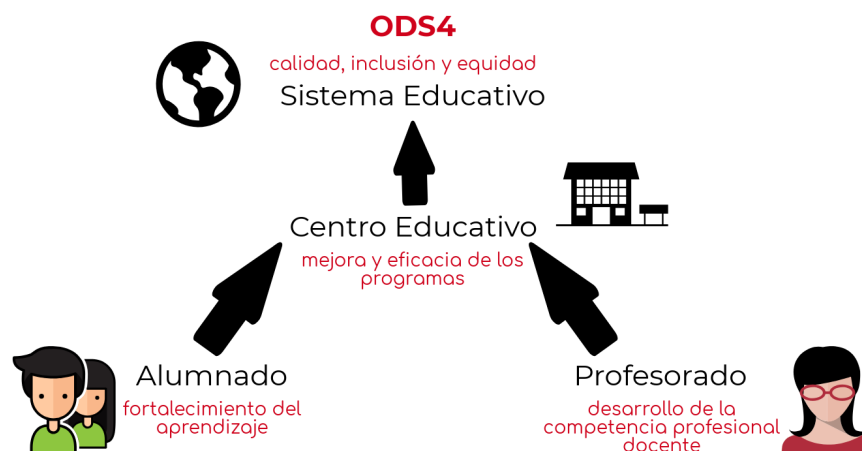 ODS4
calidad, inclusión y equidad
Sistema Educativo
Centro Educativo
mejora y eficacia de los
programas
Alumnado
fortalecimiento del
aprendizaje
Profesorado
desarrollo de la
competencia profesional
docente